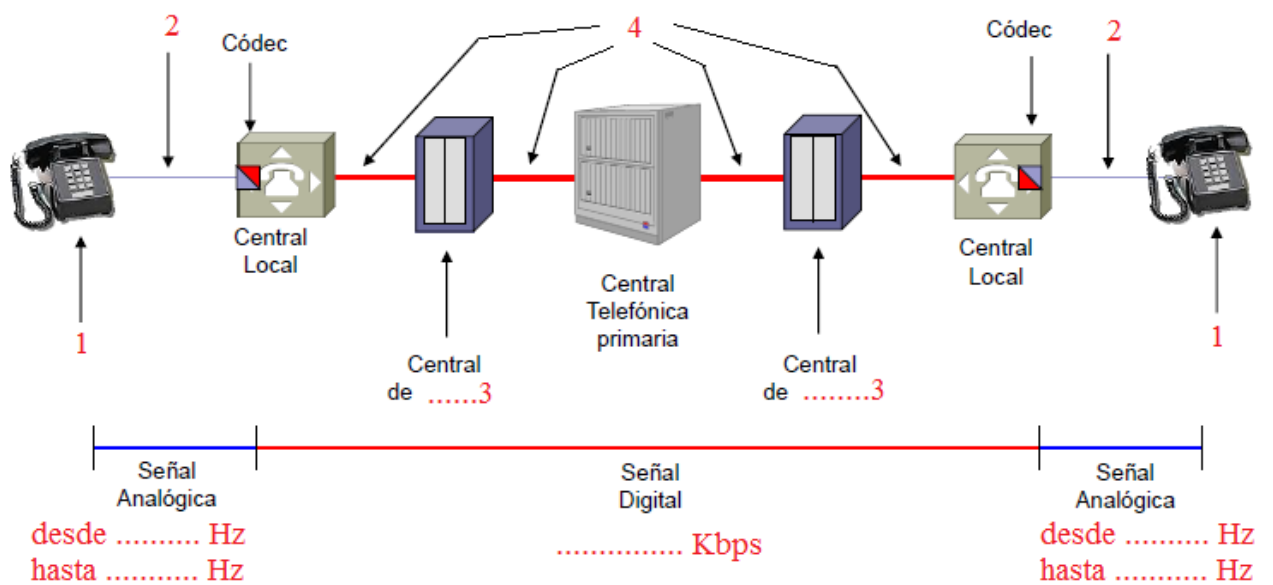 2
Códec
4
Códec
2
Central
Local
Central
Telefónica
primaria
Central
Local
1
1
Central
de ......3
Central
de ........3
Señal
Analógica
Señal
Digital
Señal
Analógica
desde .......... Hz
hasta ........... Hz
............... Kbps
desde .......... Hz
hasta ........... Hz